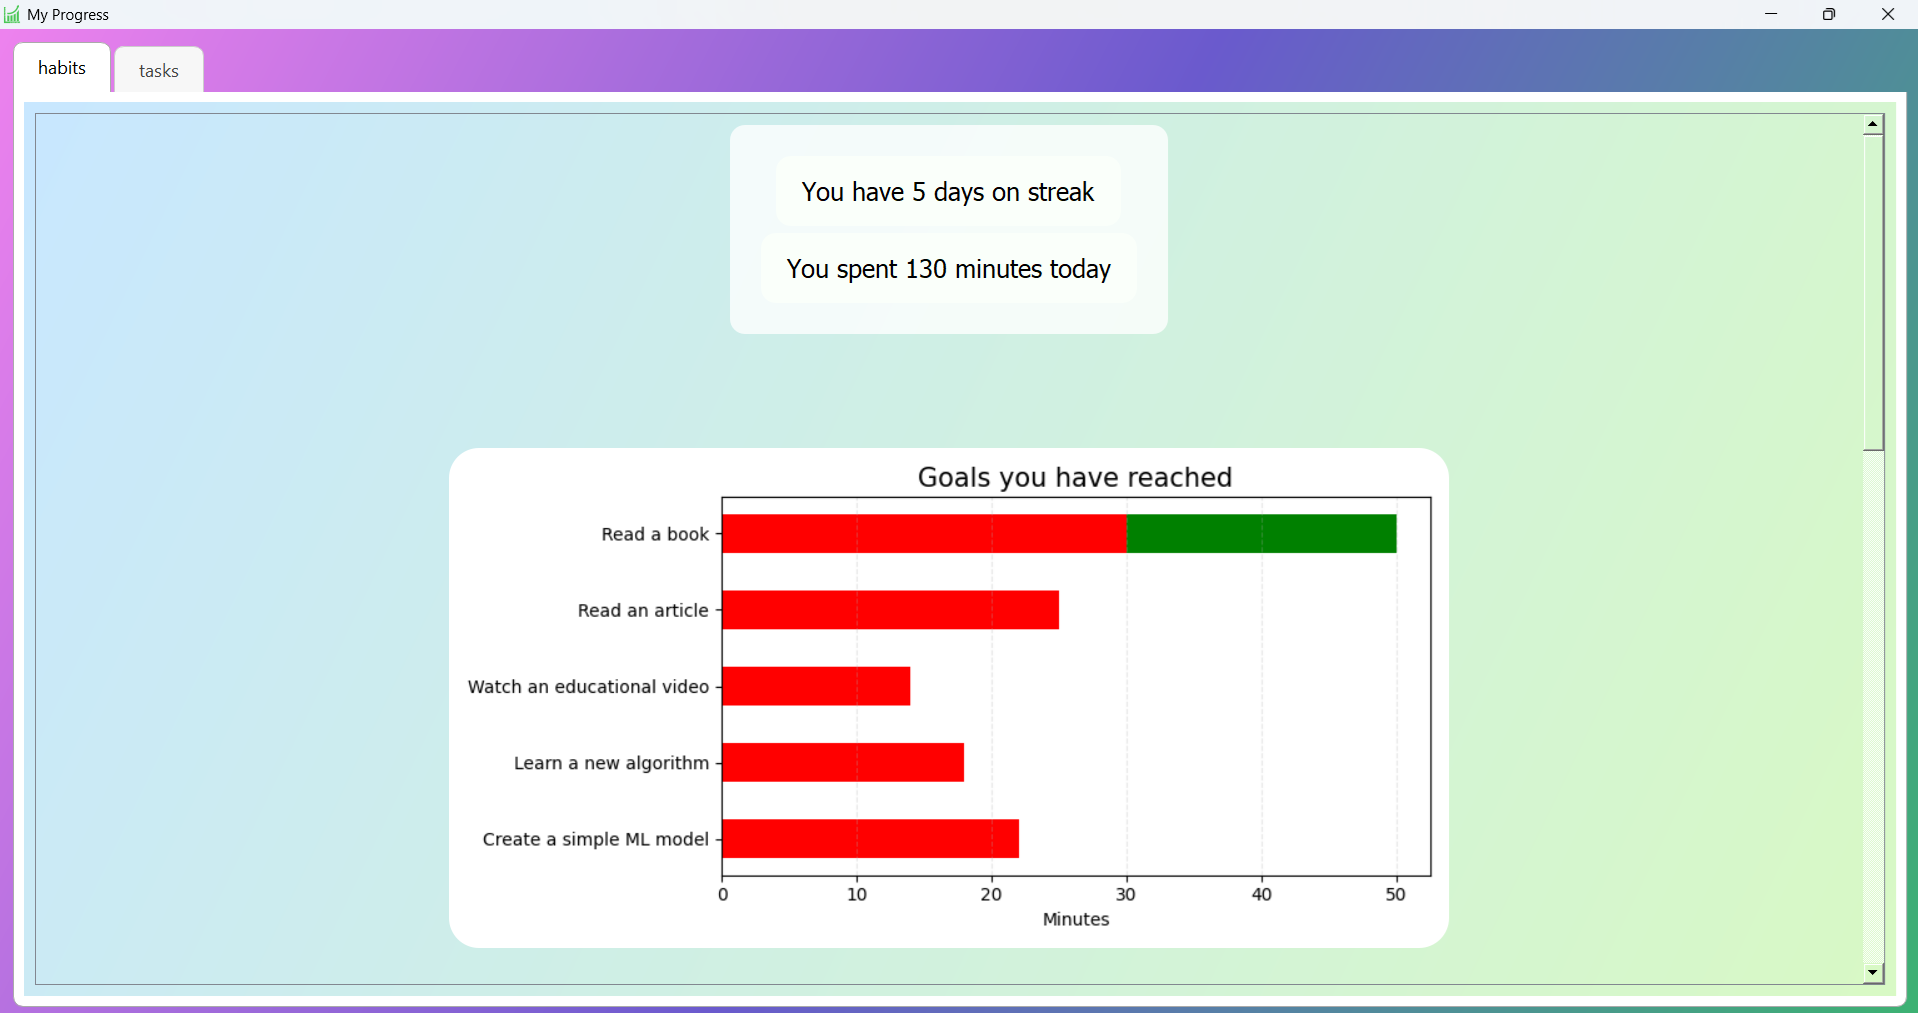 My Progress
habits
tasks
You have 5 days on streak
You spent 130 minutes today
Goals you have reached
Read a book
Read an article
Watch an educational video
Learn a new algorithm
Create a simple ML model
0 10 20 30 40 50
Minutes